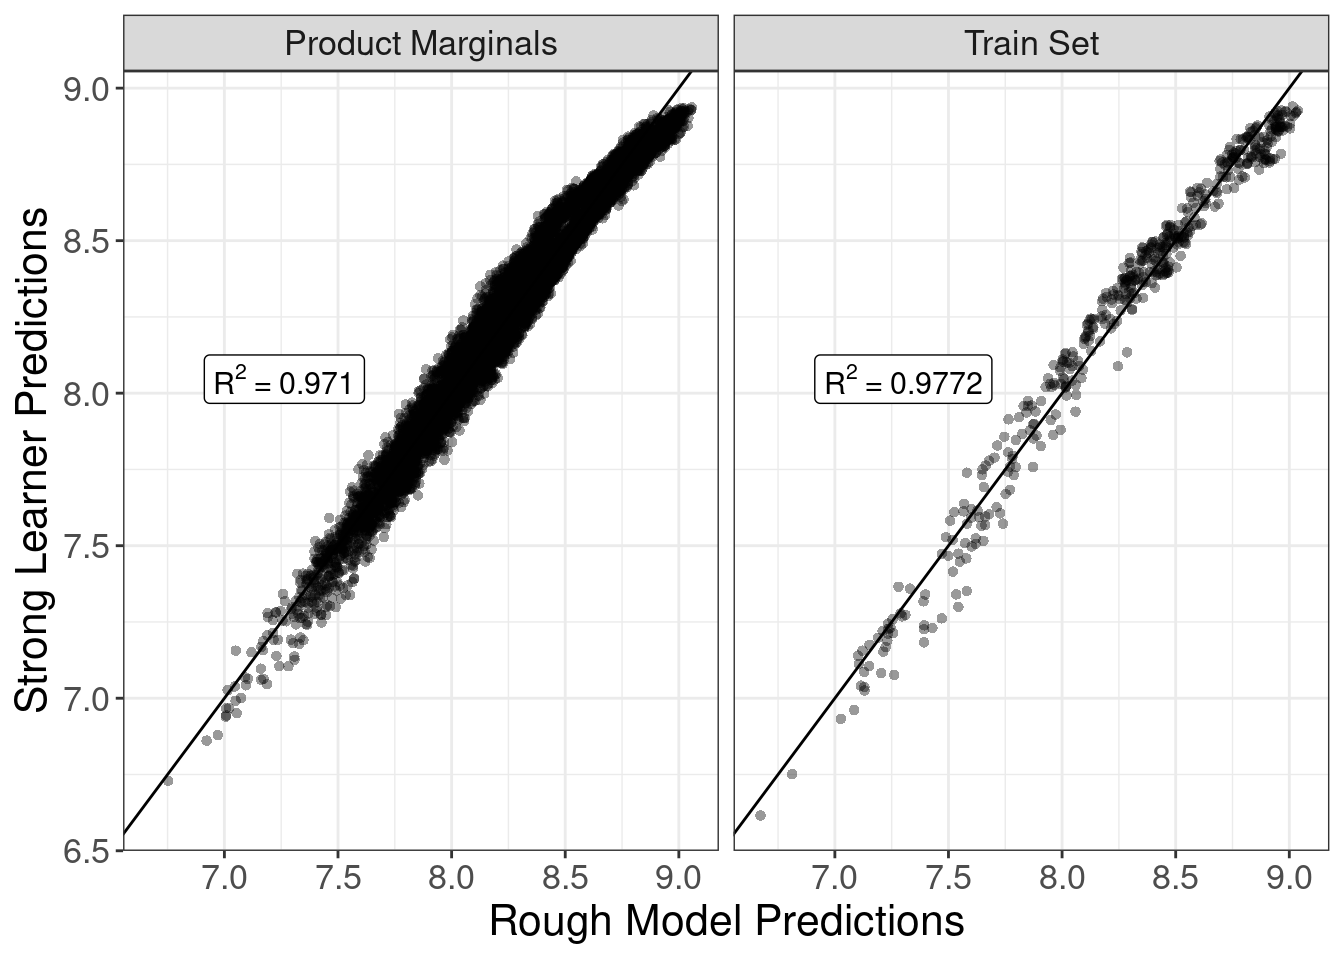 Product Marginals
Train Set
Strong Learner Predictions
9.0
8.5
8.0
7.5
7.0
6.5
R² = 0.971
R² = 0.9772
7.0 7.5 8.0 8.5 9.0
7.0 7.5 8.0 8.5 9.0
Rough Model Predictions